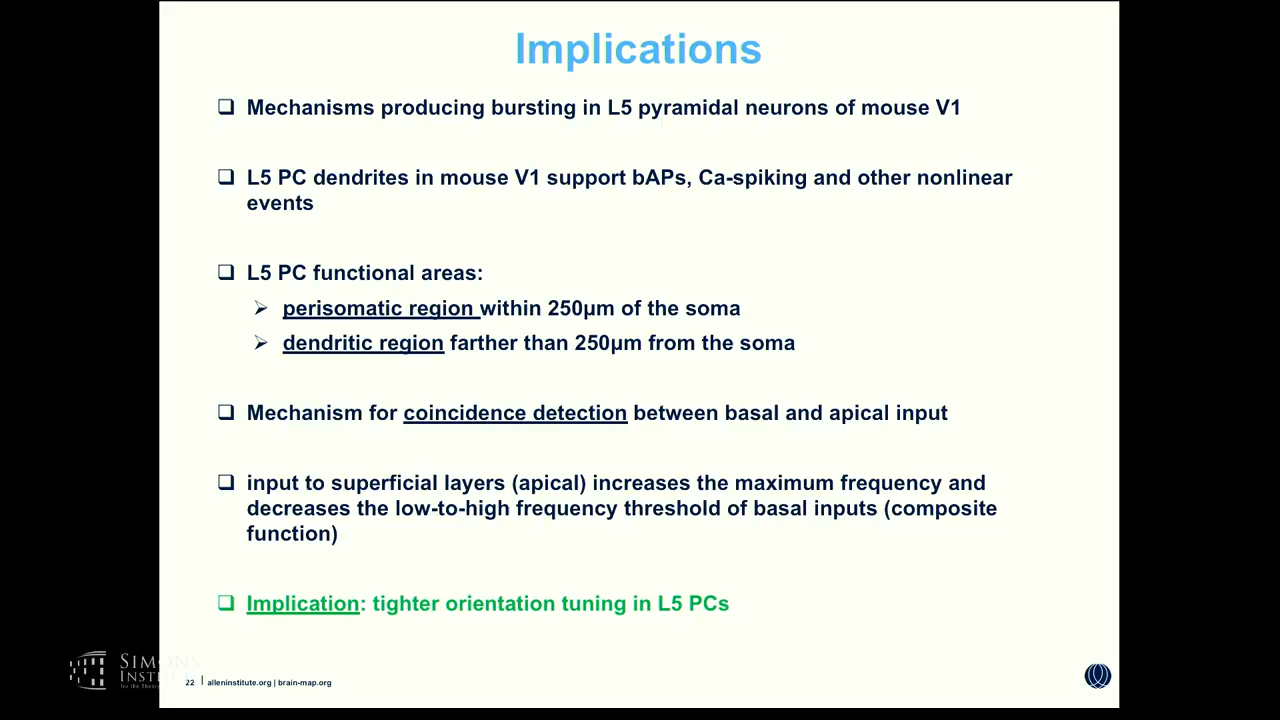 Implications
❑ Mechanisms producing bursting in L5 pyramidal neurons of mouse V1
❑ L5 PC dendrites in mouse V1 support bAPs, Ca-spiking and other nonlinear
events
❑ L5 PC functional areas:
➢ perisomatic region within 250µm of the soma
➢ dendritic region farther than 250µm from the soma
❑ Mechanism for coincidence detection between basal and apical input
❑ input to superficial layers (apical) increases the maximum frequency and
decreases the low-to-high frequency threshold of basal inputs (composite
function)
❑ Implication: tighter orientation tuning in L5 PCs
SIMONS
INSTI
for the
22 | alleninstitute.org | brain-map.org